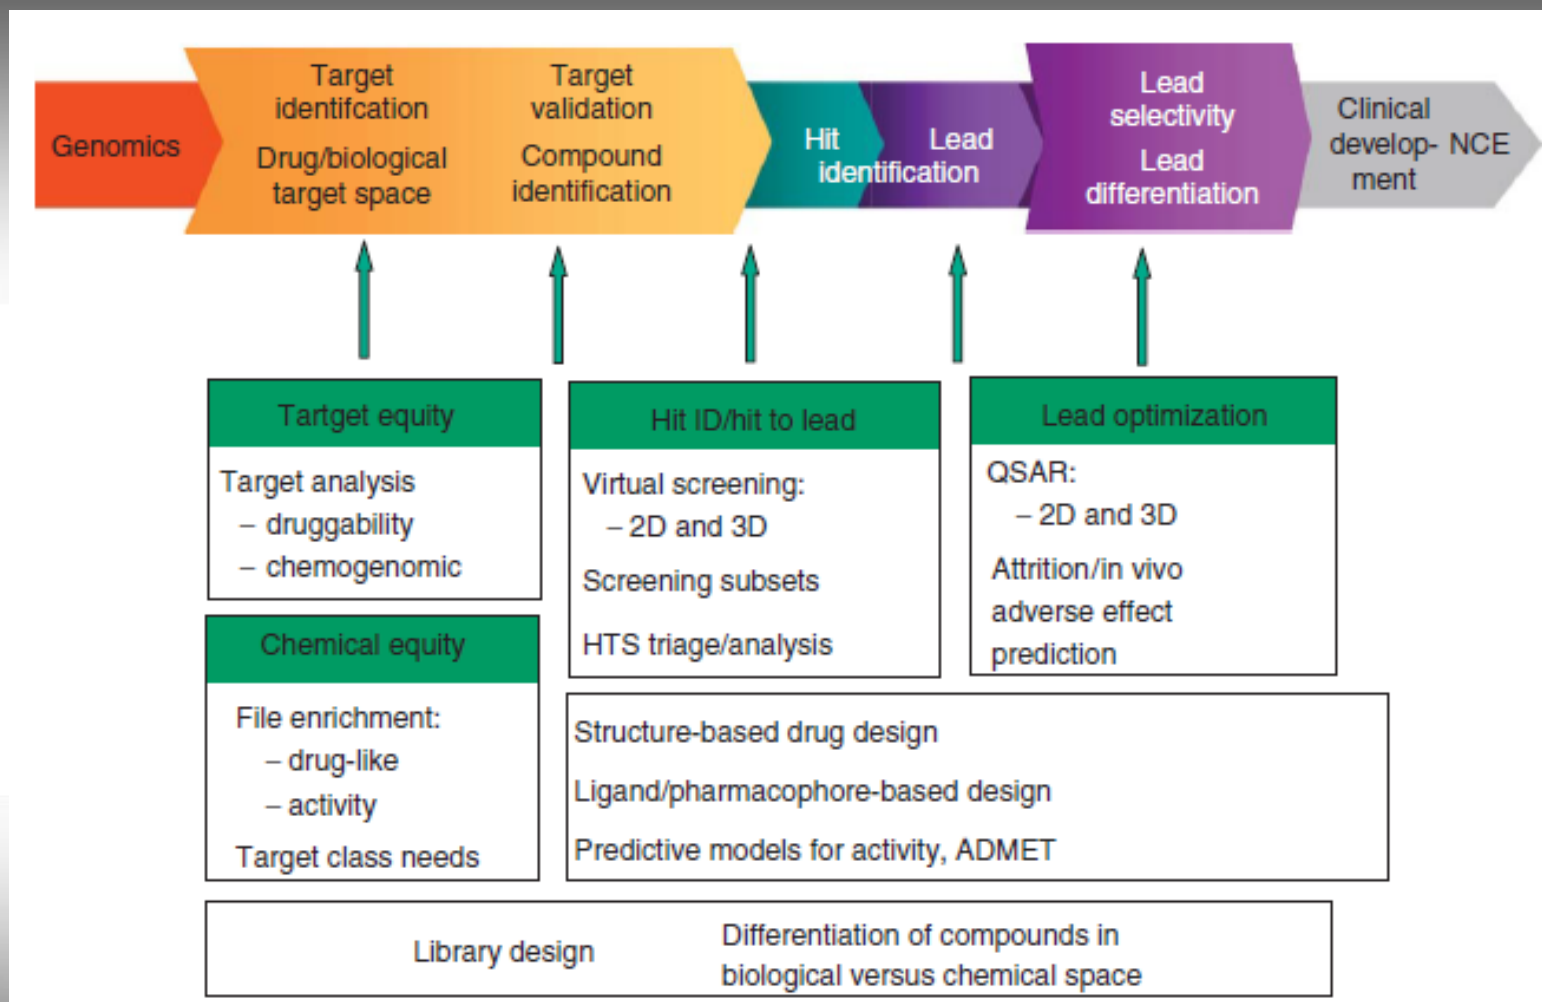 Genomics
Target
identifcation
Drug/biological
target space
Target
validation
Compound
identification
Hit Lead
identification
Lead
selectivity
Lead
differentiation
Clinical
develop- NCE
ment
Tartget equity
Target analysis
– druggability
– chemogenomic
Chemical equity
File enrichment:
– drug-like
– activity
Target class needs
Hit ID/hit to lead
Virtual screening:
– 2D and 3D
Screening subsets
HTS triage/analysis
Lead optimization
QSAR:
– 2D and 3D
Attrition/in vivo
adverse effect
prediction
Structure-based drug design
Ligand/pharmacophore-based design
Predictive models for activity, ADMET
Library design
Differentiation of compounds in
biological versus chemical space